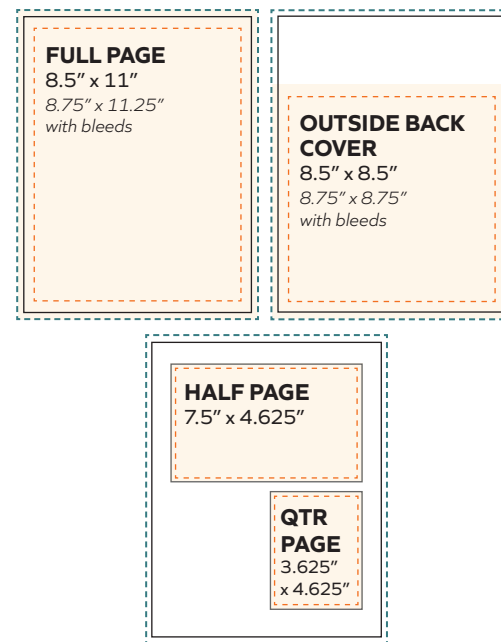 FULL PAGE
8.5” x 11”
8.75” x 11.25”
with bleeds
OUTSIDE BACK
COVER
8.5” x 8.5”
8.75” x 8.75”
with bleeds
HALF PAGE
7.5” x 4.625”
QTR
PAGE
3.625”
x 4.625”